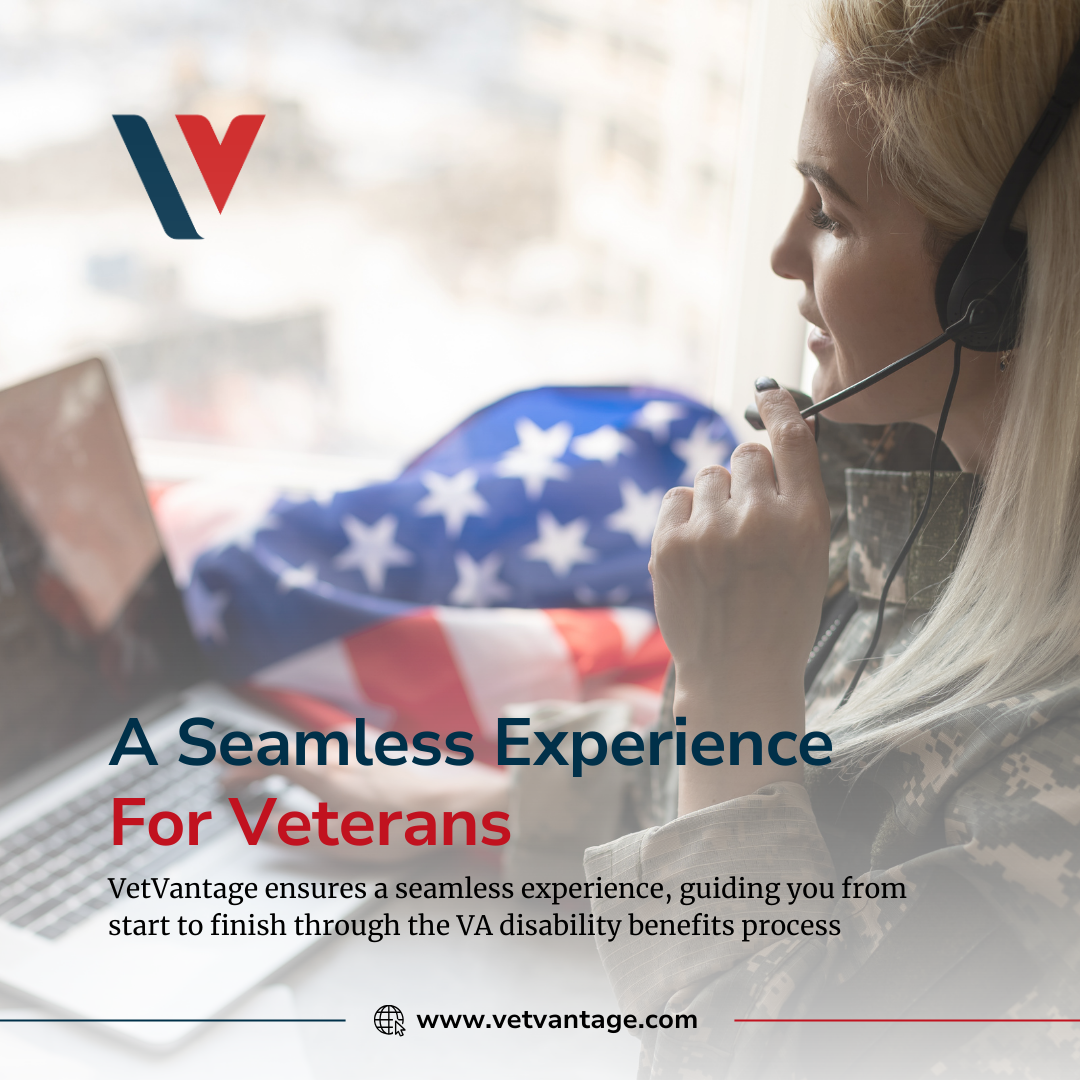 A Seamless Experience
For Veterans
VetVantage ensures a seamless experience, guiding you from
start to finish through the VA disability benefits process
www.vetvantage.com